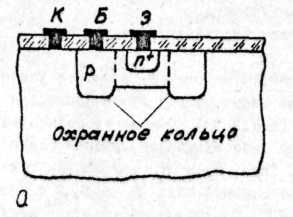 К Б Э
р n+
Охранное кольцо
а